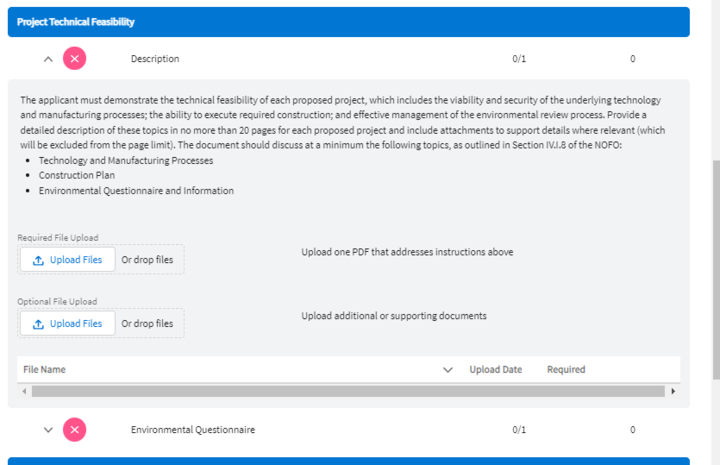 Project Technical Feasibility
Description 0/1 0
The applicant must demonstrate the technical feasibility of each proposed project, which includes the viability and security of the underlying technology
and manufacturing processes; the ability to execute required construction; and effective management of the environmental review process. Provide a
detailed description of these topics in no more than 20 pages for each proposed project and include attachments to support details where relevant (which
will be excluded from the page limit). The document should discuss at a minimum the following topics, as outlined in Section IV.I.8 of the NOFO:
• Technology and Manufacturing Processes
• Construction Plan
• Environmental Questionnaire and Information
Required File Upload
Upload Files Or drop files Upload one PDF that addresses instructions above
Optional File Upload
Upload Files Or drop files Upload additional or supporting documents
File Name Upload Date Required
Environmental Questionnaire 0/1 0